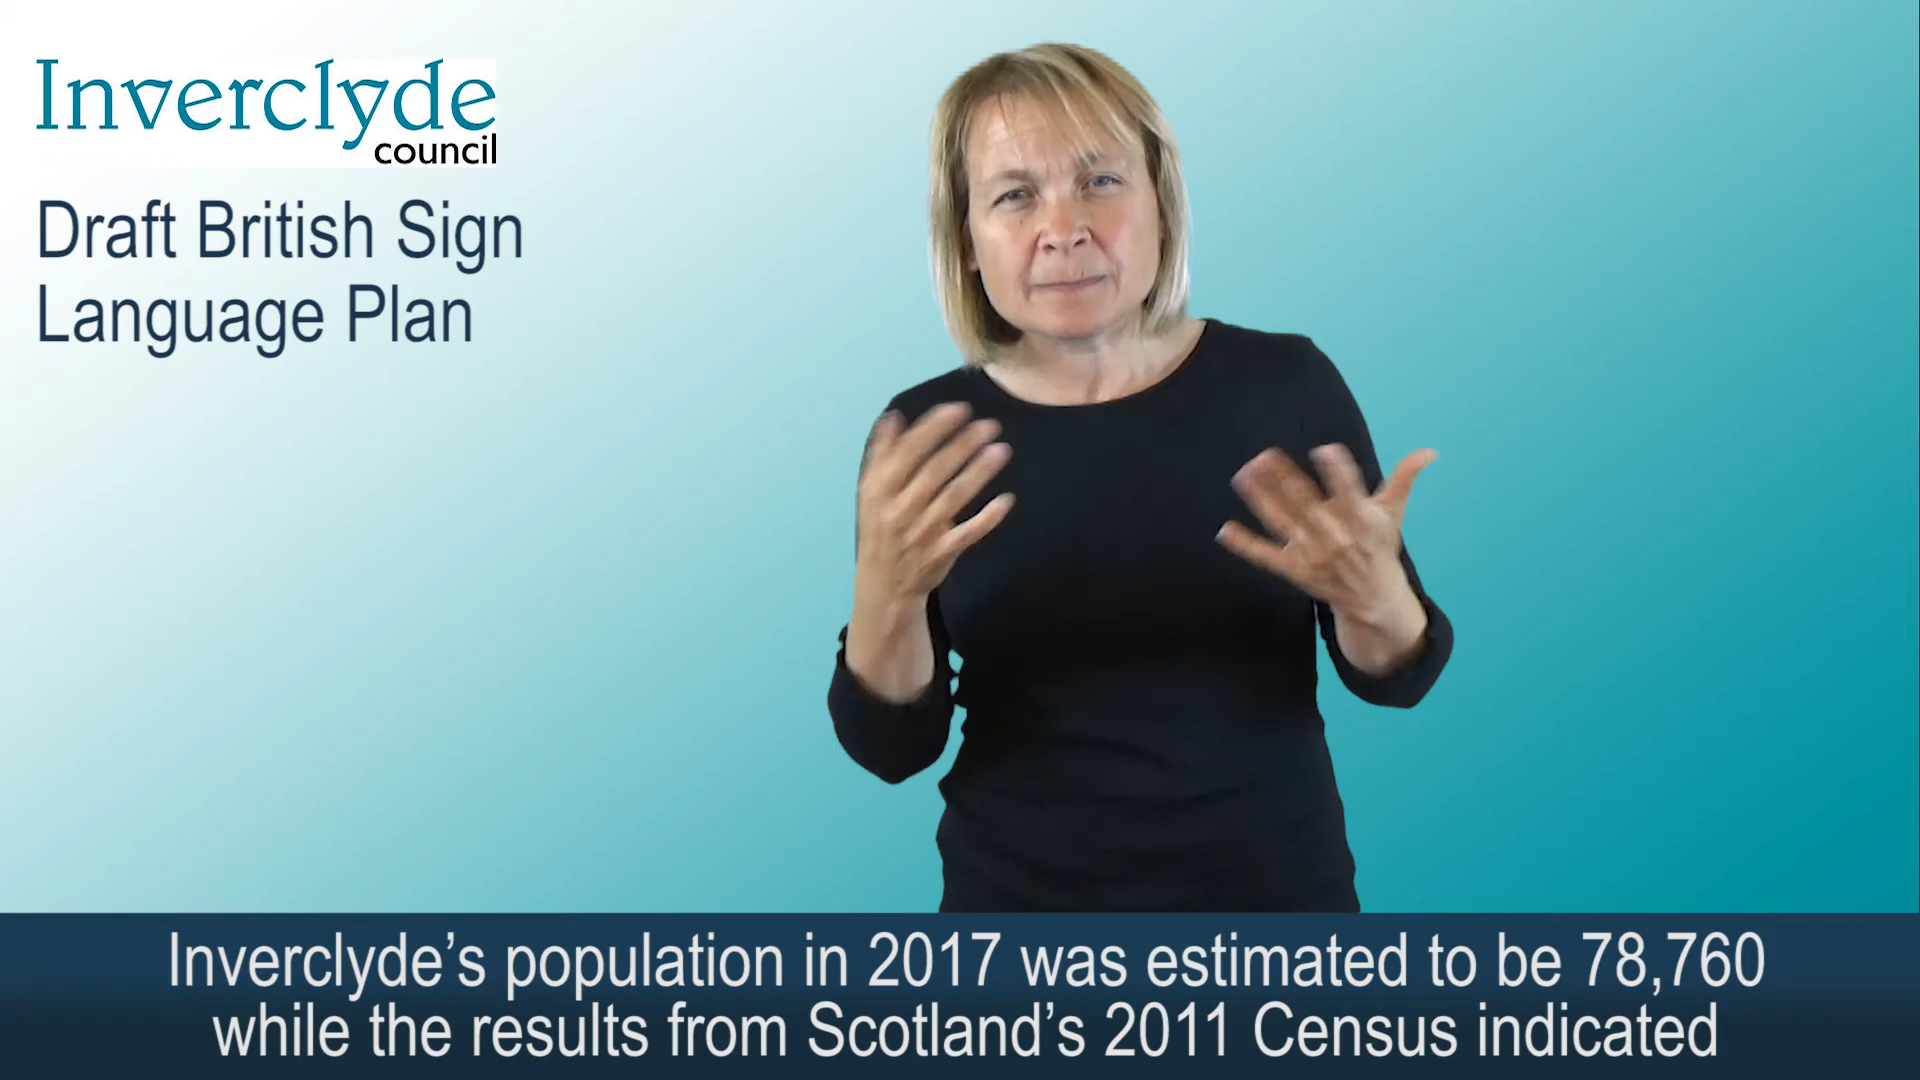 Inverclyde
council
Draft British Sign
Language Plan
Inverclyde’s population in 2017 was estimated to be 78,760
while the results from Scotland’s 2011 Census indicated